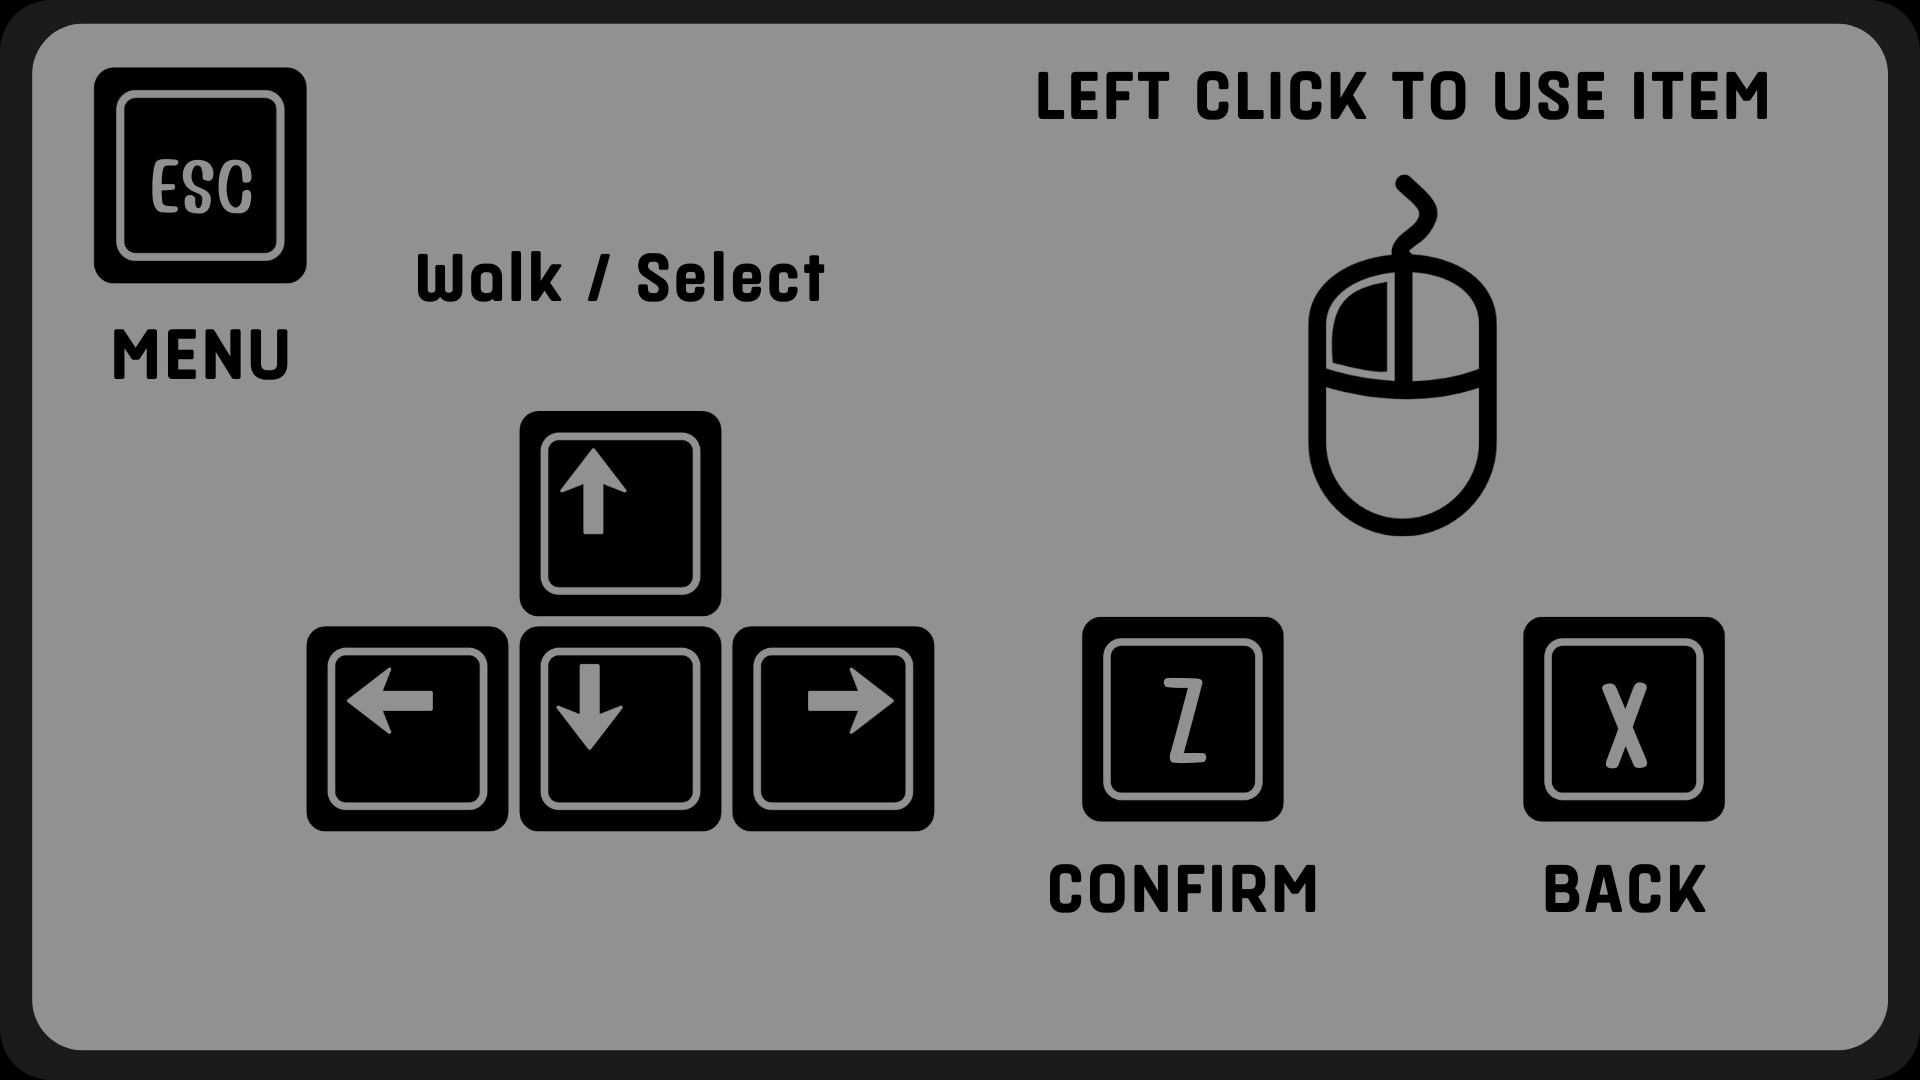 ESC
MENU
Walk / Select
LEFT CLICK TO USE ITEM
Z
CONFIRM
X
BACK